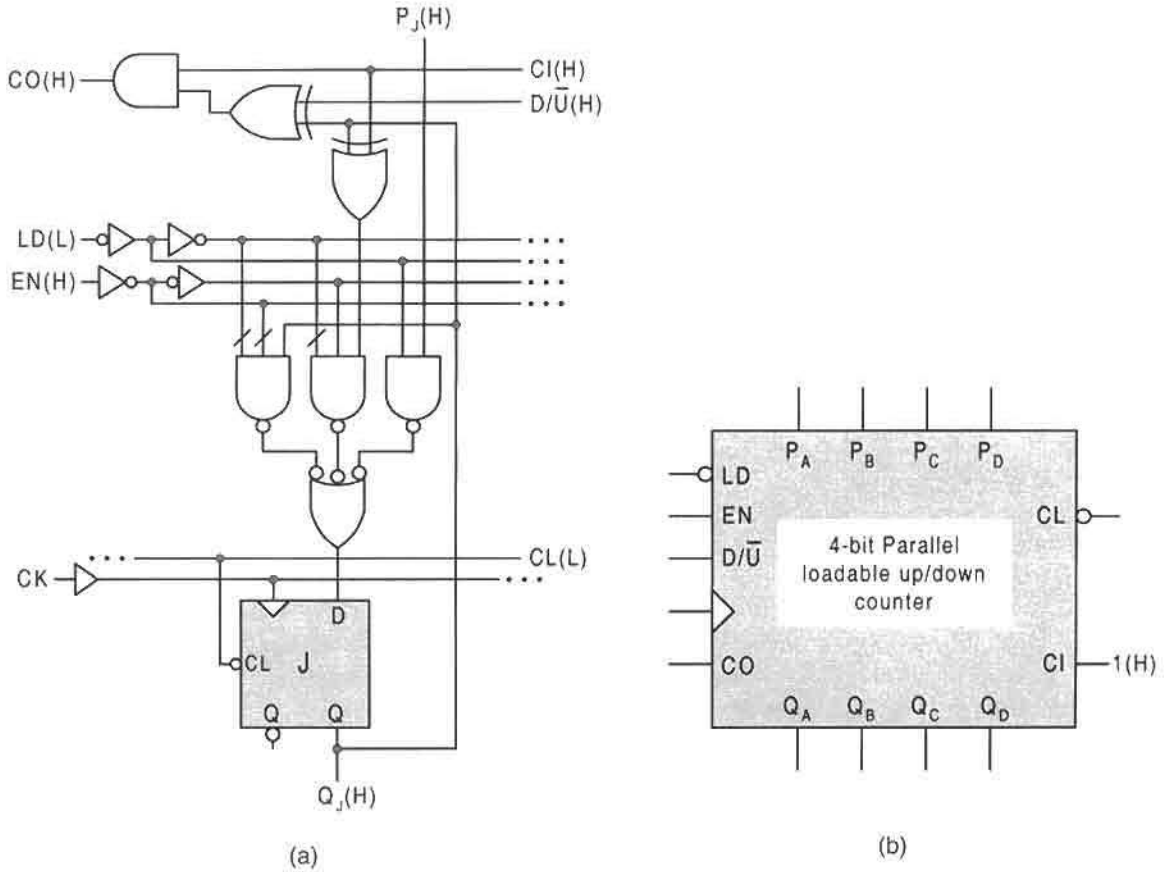 P_J(H)
CO(H)
CI(H)
D/U̅(H)
LD(L)
EN(H)
CL(L)
CK
D
CL
J
Q
Q
Q_J(H)
(a)
P_A P_B P_C P_D
LD
EN
CL
D/U̅
4-bit Parallel
loadable up/down
counter
CO
CI
1(H)
Q_A Q_B Q_C Q_D
(b)